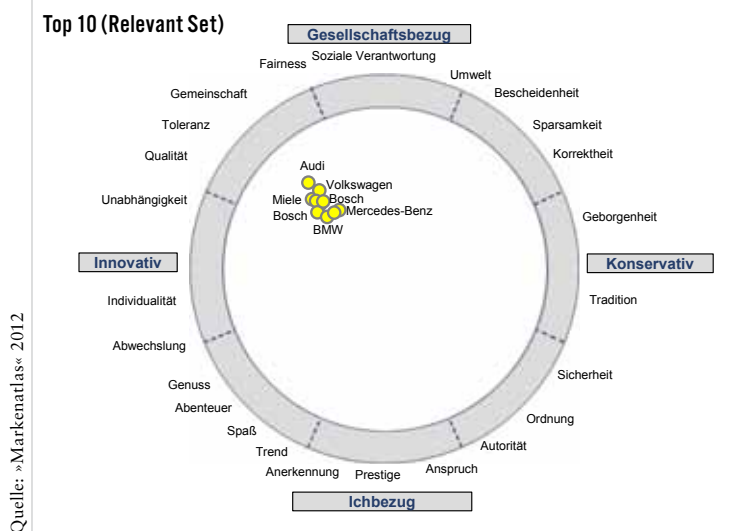 Top 10 (Relevant Set)
Gesellschaftsbezug
Soziale Verantwortung
Fairness
Umwelt
Gemeinschaft
Bescheidenheit
Toleranz
Sparsamkeit
Qualität
Korrektheit
Audi
Volkswagen
Miele
Bosch
Unabhängigkeit
Bosch
Mercedes-Benz
Geborgenheit
BMW
Innovativ
Konservativ
Individualität
Tradition
Abwechslung
Sicherheit
Genuss
Abenteuer
Ordnung
Spaß
Autorität
Trend
Anerkennung
Prestige
Anspruch
Ichbezug
Quelle: »Markenatlas« 2012